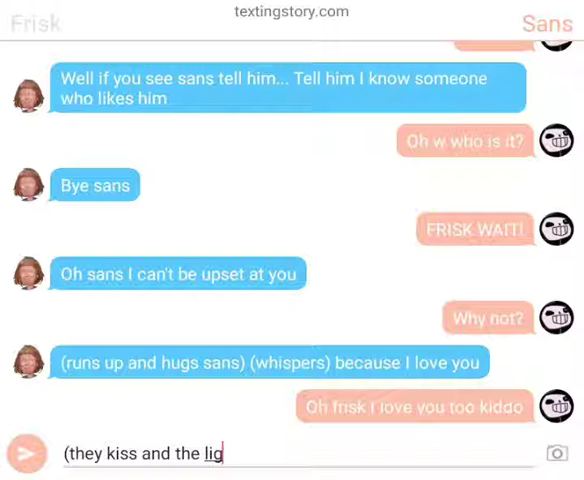 textingstory.com
Frisk
Sans
Well if you see sans tell him... Tell him I know someone
who likes him
Oh w who is it?
Bye sans
FRISK WAIT!
Oh sans I can't be upset at you
Why not?
(runs up and hugs sans) (whispers) because I love you
Oh frisk I love you too kiddo
(they kiss and the lig